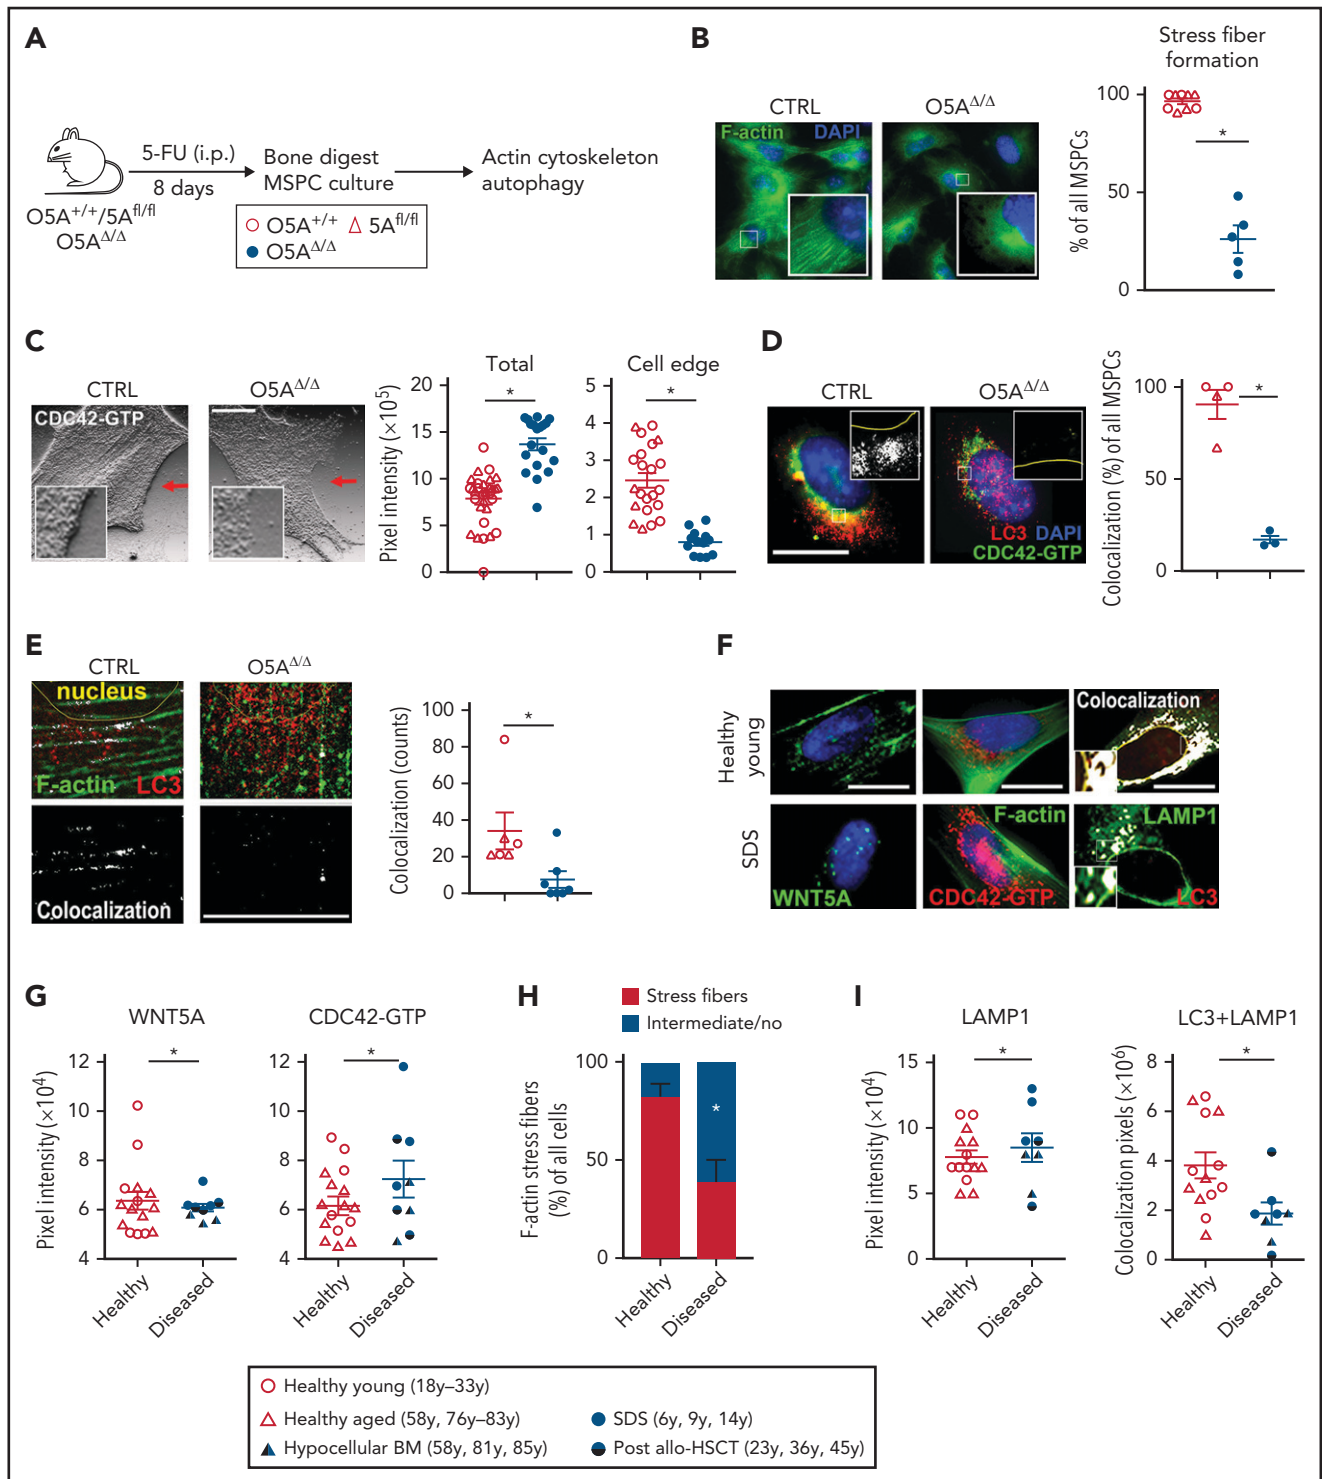 A
5-FU (i.p.)
8 days
O5A+/+/5Afl/fl
O5AΔ/Δ
Bone digest
MSPC culture
Actin cytoskeleton
autophagy
O5A+/+ 5Afl/fl
O5AΔ/Δ
B
CTRL
O5AΔ/Δ
F-actin DAPI
Stress fiber
formation
% of all MSPCs
100
50
0
*
C
CTRL
O5AΔ/Δ
CDC42-GTP
Total
Pixel intensity (×10⁵)
20
15
10
5
0
*
Cell edge
5
4
3
2
1
0
*
D
CTRL
O5AΔ/Δ
LC3 DAPI
CDC42-GTP
Colocalization (%) of all MSPCs
100
50
0
*
E
CTRL
O5AΔ/Δ
nucleus
F-actin LC3
Colocalization
Colocalization (counts)
100
80
60
40
20
0
*
F
Healthy
young
SDS
Colocalization
WNT5A
F-actin
CDC42-GTP
LAMP1
LC3
G
WNT5A
Pixel intensity (×10⁴)
12
10
8
6
4
*
Healthy
Diseased
CDC42-GTP
12
10
8
6
4
*
Healthy
Diseased
H
Stress fibers
Intermediate/no
F-actin stress fibers
(%) of all cells
100
50
0
*
Healthy
Diseased
I
LAMP1
Pixel intensity (×10⁴)
15
10
5
0
*
Healthy
Diseased
LC3+LAMP1
Colocalization pixels (×10⁶)
8
6
4
2
0
*
Healthy
Diseased
Healthy young (18y–33y)
Healthy aged (58y, 76y–83y)
SDS (6y, 9y, 14y)
Hypocellular BM (58y, 81y, 85y)
Post allo-HSCT (23y, 36y, 45y)